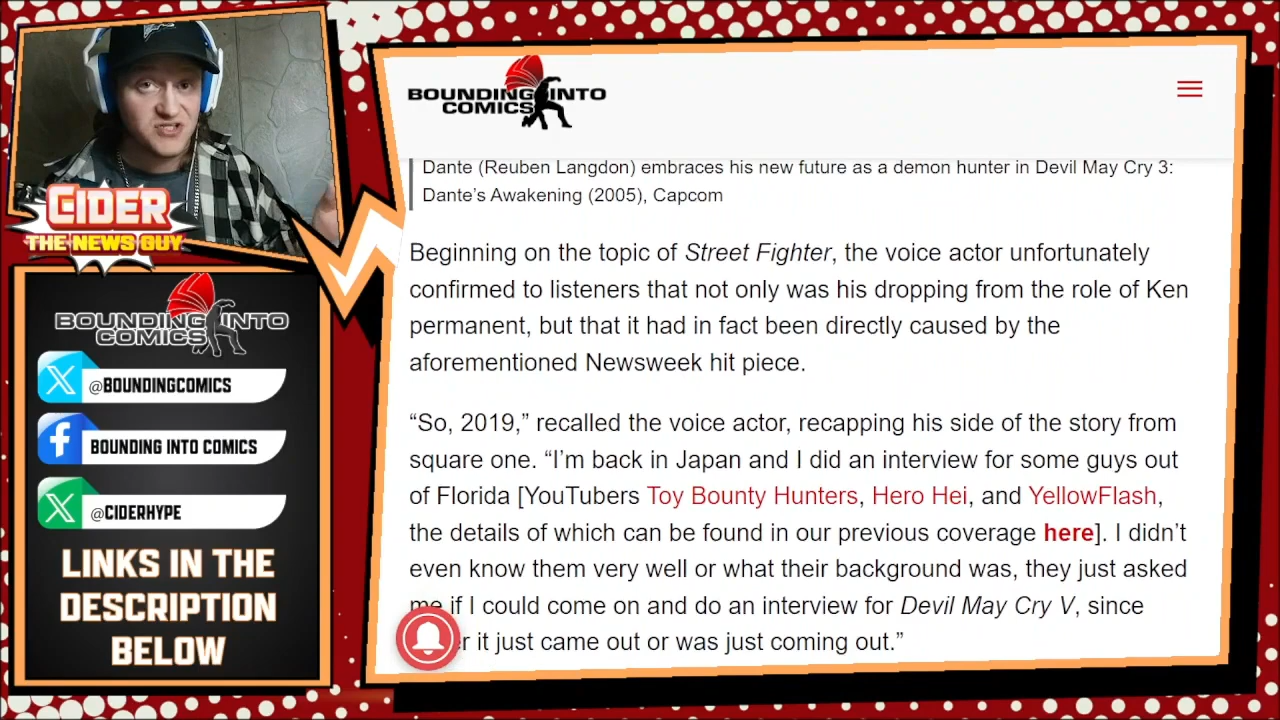 CIDER
THE NEWS GUY
BOUNDING INTO
COMICS
@BOUNDINGCOMICS
BOUNDING INTO COMICS
@CIDERHYPE
LINKS IN THE
DESCRIPTION
BELOW
BOUNDING INTO
COMICS
Dante (Reuben Langdon) embraces his new future as a demon hunter in Devil May Cry 3:
Dante’s Awakening (2005), Capcom
Beginning on the topic of Street Fighter, the voice actor unfortunately
confirmed to listeners that not only was his dropping from the role of Ken
permanent, but that it had in fact been directly caused by the
aforementioned Newsweek hit piece.
“So, 2019,” recalled the voice actor, recapping his side of the story from
square one. “I’m back in Japan and I did an interview for some guys out
of Florida [YouTubers Toy Bounty Hunters, Hero Hei, and YellowFlash,
the details of which can be found in our previous coverage here]. I didn’t
even know them very well or what their background was, they just asked
me if I could come on and do an interview for Devil May Cry V, since
it just came out or was just coming out.”